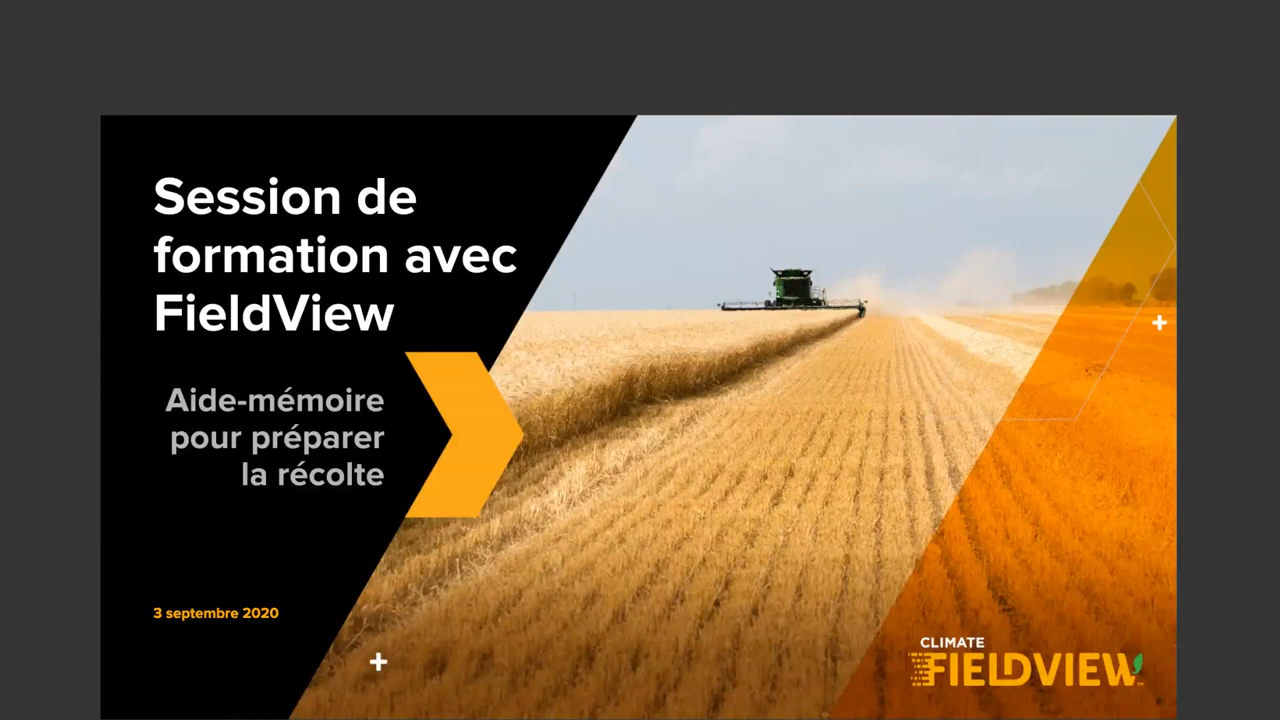 Session de
formation avec
FieldView
Aide-mémoire
pour préparer
la récolte
3 septembre 2020
CLIMATE
FIELDVIEW